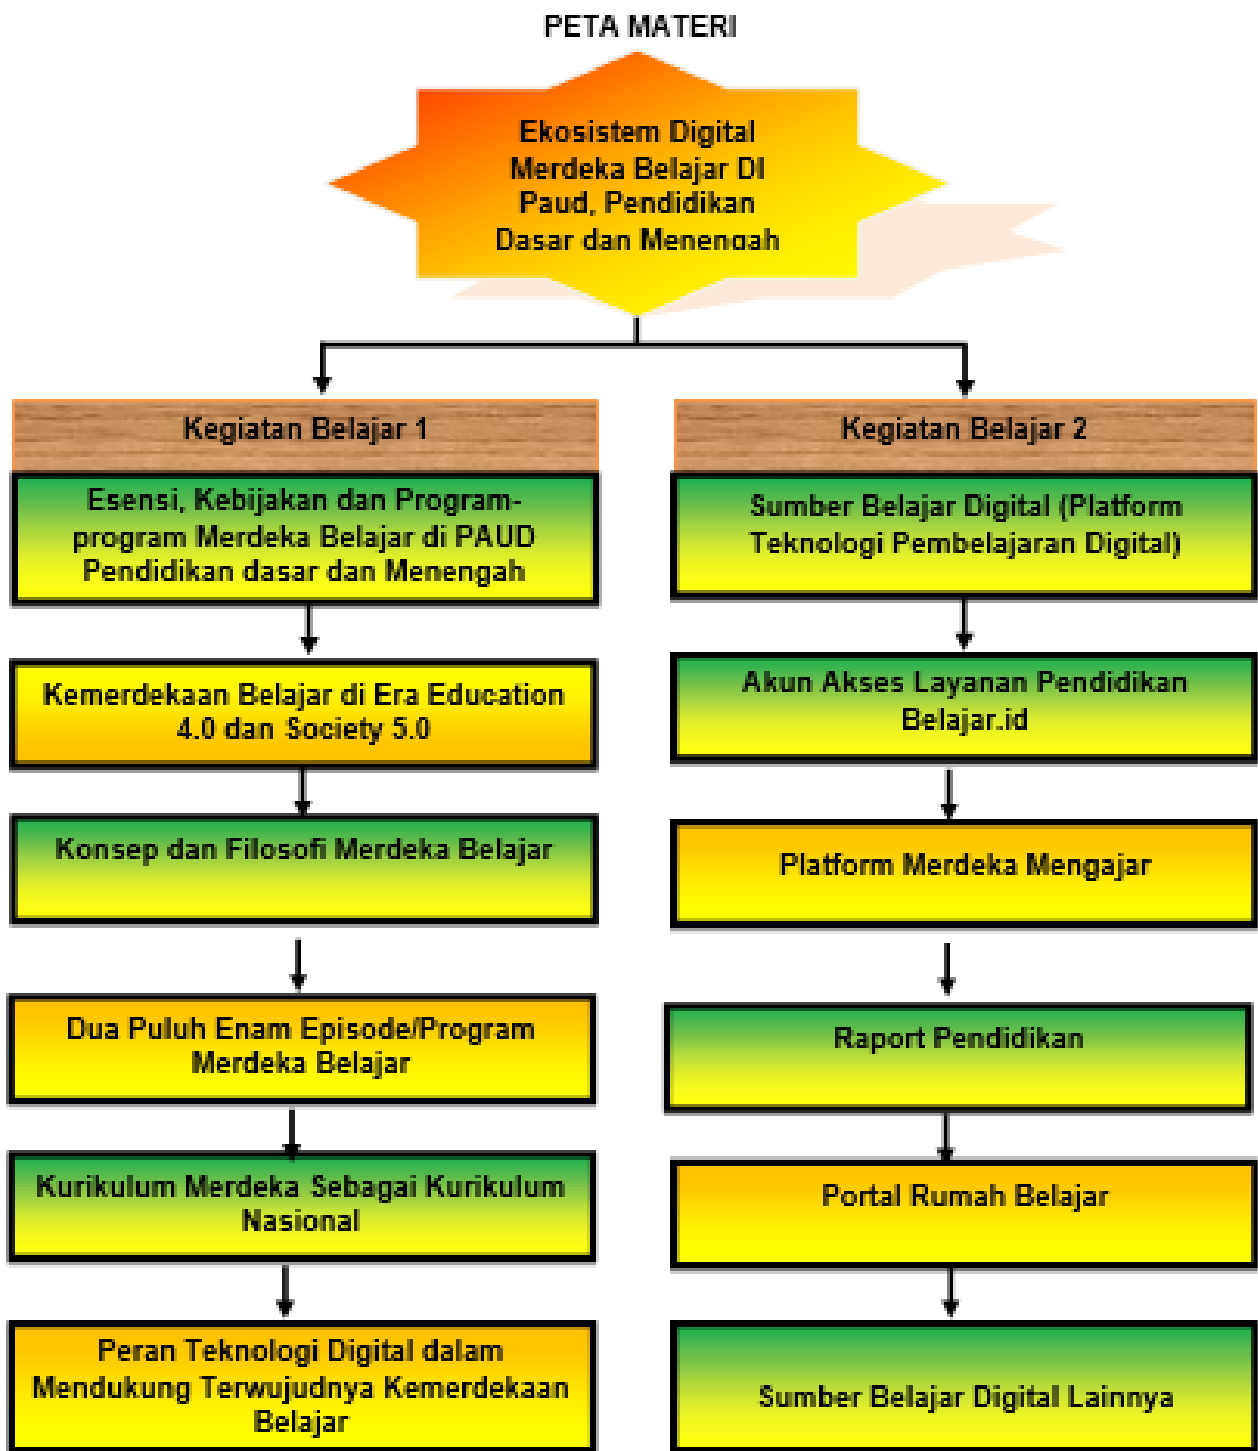 PETA MATERI
Ekosistem Digital
Merdeka Belajar DI
Paud, Pendidikan
Dasar dan Menengah
Kegiatan Belajar 1
Esensi, Kebijakan dan Program-
program Merdeka Belajar di PAUD
Pendidikan dasar dan Menengah
Kemerdekaan Belajar di Era Education
4.0 dan Society 5.0
Konsep dan Filosofi Merdeka Belajar
Dua Puluh Enam Episode/Program
Merdeka Belajar
Kurikulum Merdeka Sebagai Kurikulum
Nasional
Peran Teknologi Digital dalam
Mendukung Terwujudnya Kemerdekaan
Belajar
Kegiatan Belajar 2
Sumber Belajar Digital (Platform
Teknologi Pembelajaran Digital)
Akun Akses Layanan Pendidikan
Belajar.id
Platform Merdeka Mengajar
Raport Pendidikan
Portal Rumah Belajar
Sumber Belajar Digital Lainnya